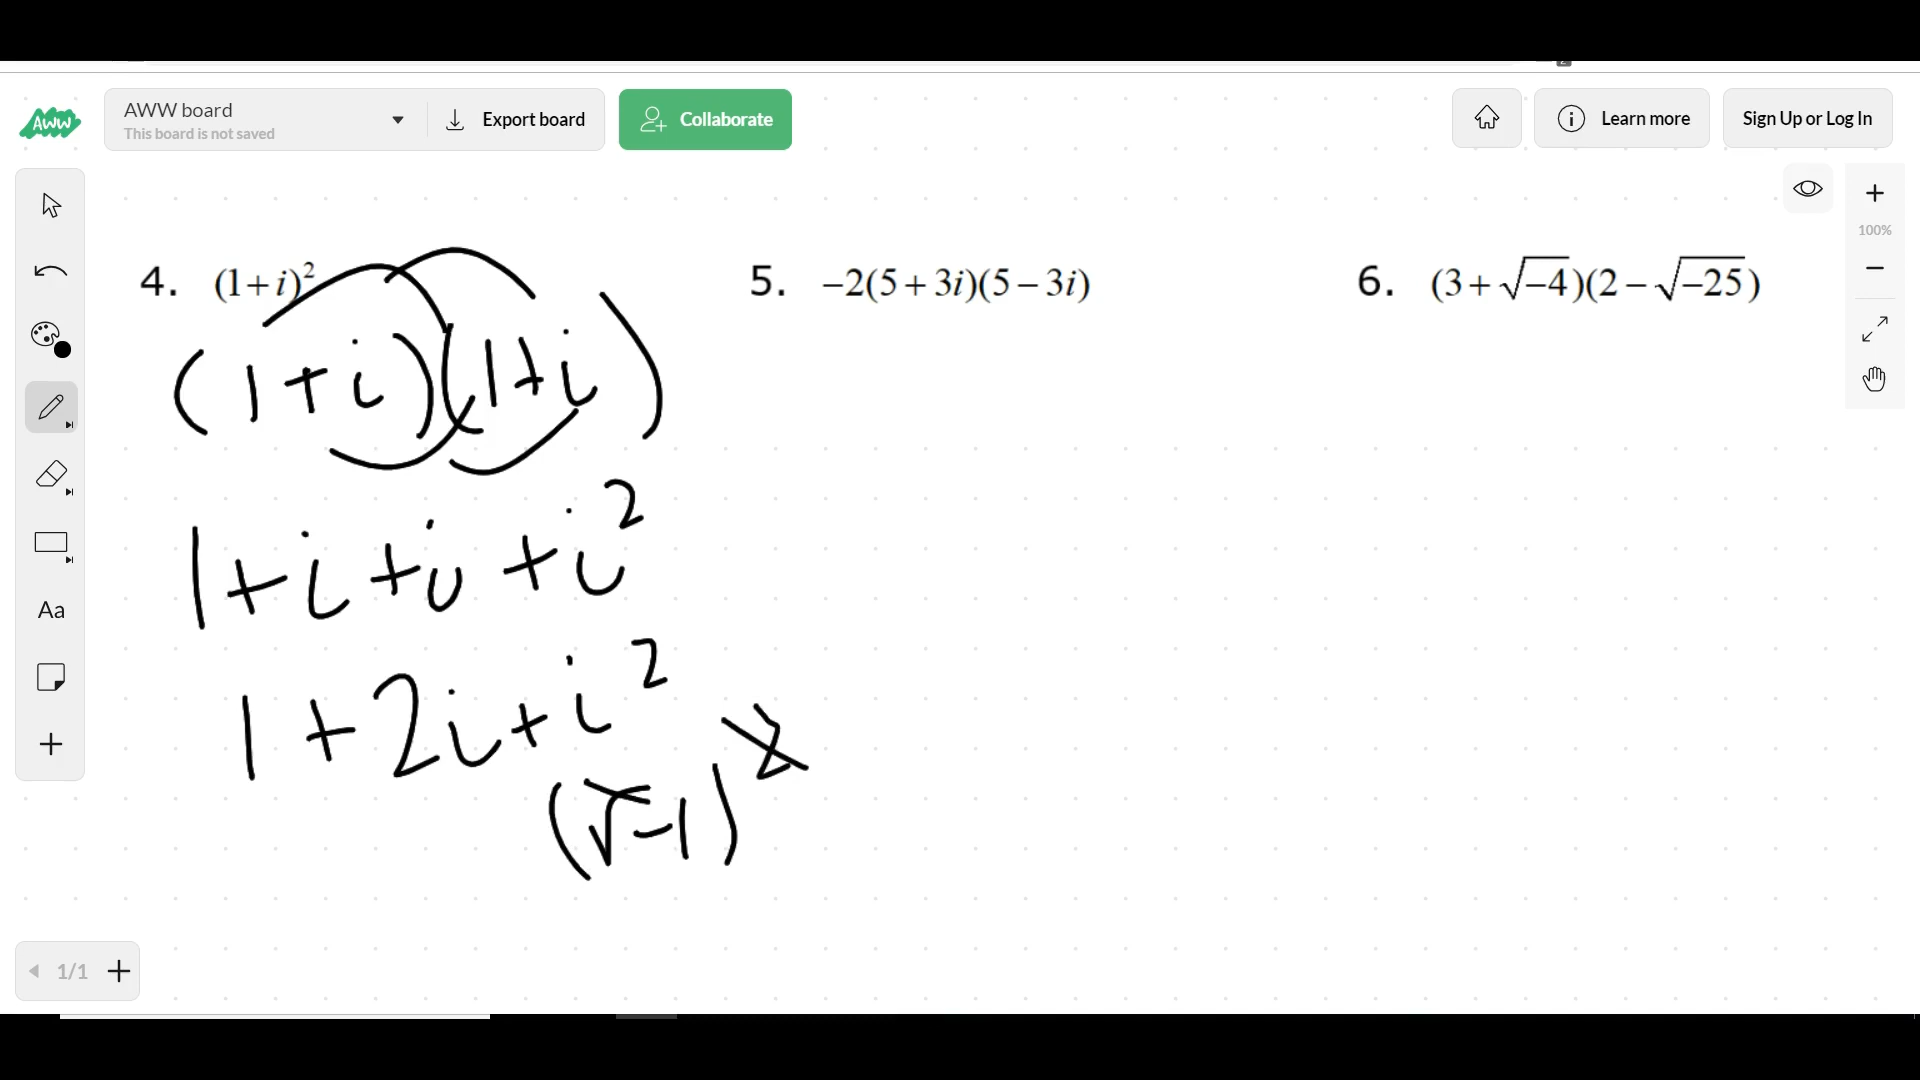 AWW
AWW board
This board is not saved
Export board
Collaborate
Learn more
Sign Up or Log In
100%
4. (1+i)²
5. −2(5+3i)(5−3i)
6. (3+√−4)(2−√−25)
(1+i)(1+i)
1+i+i+i²
1+2i+i²
(√−1)²
Aa
1/1